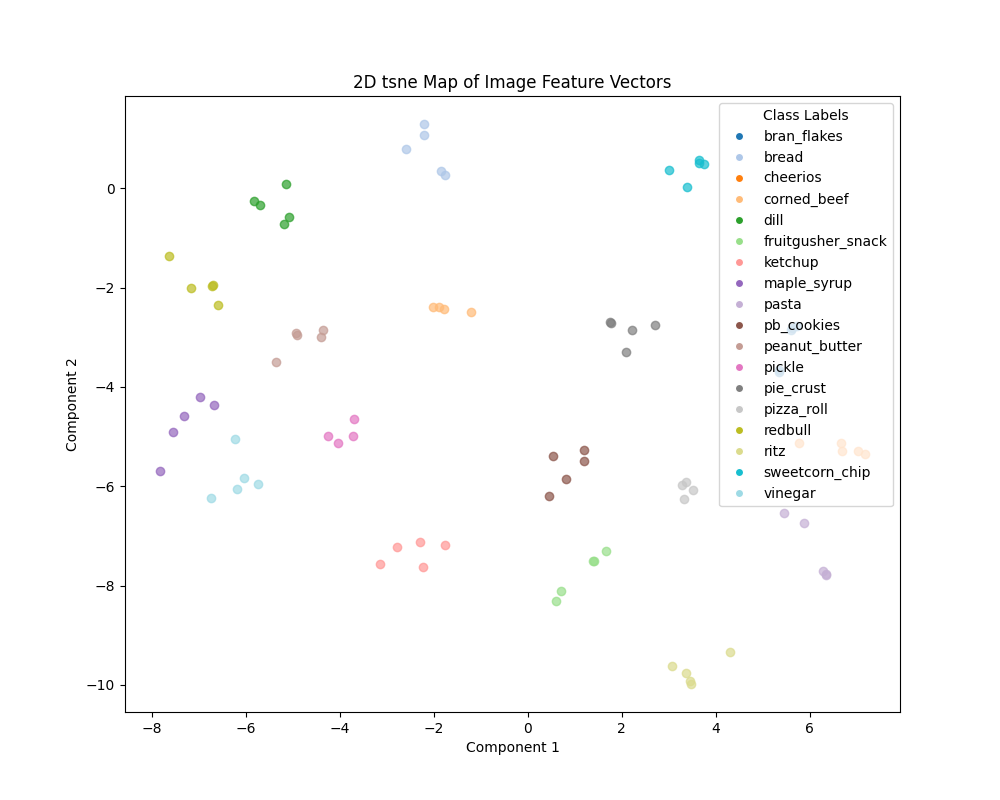 2D tsne Map of Image Feature Vectors
Class Labels
bran_flakes
bread
cheerios
corned_beef
dill
fruitgusher_snack
ketchup
maple_syrup
pasta
pb_cookies
peanut_butter
pickle
pie_crust
pizza_roll
redbull
ritz
sweetcorn_chip
vinegar
0
−2
−4
−6
−8
−10
Component 2
−8 −6 −4 −2 0 2 4 6
Component 1